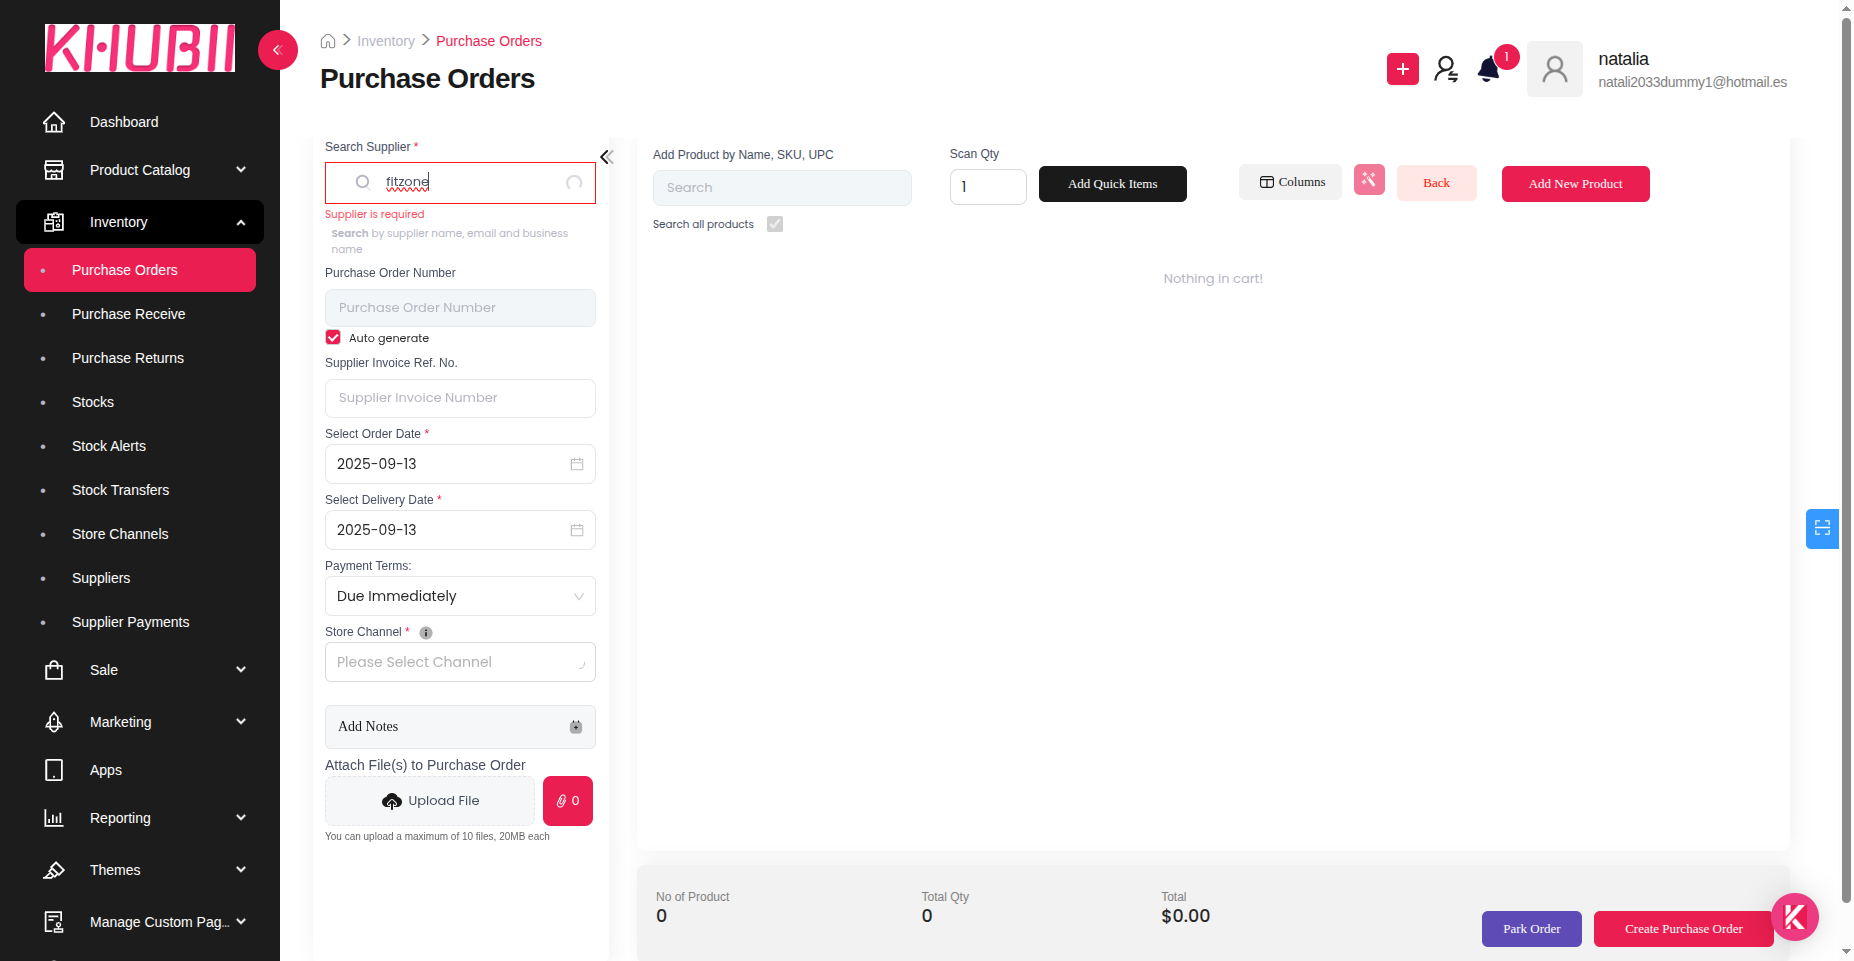 KHUBII
Dashboard
Product Catalog
Inventory
Purchase Orders
Purchase Receive
Purchase Returns
Stocks
Stock Alerts
Stock Transfers
Store Channels
Suppliers
Supplier Payments
Sale
Marketing
Apps
Reporting
Themes
Manage Custom Pag...
Inventory
Purchase Orders
Purchase Orders
1
natalia
natali2033dummy1@hotmail.es
Search Supplier *
fitzone
Supplier is required
Search by supplier name, email and business
name
Purchase Order Number
Purchase Order Number
Auto generate
Supplier Invoice Ref. No.
Supplier Invoice Number
Select Order Date *
2025-09-13
Select Delivery Date *
2025-09-13
Payment Terms:
Due Immediately
Store Channel *
Please Select Channel
Add Notes
Attach File(s) to Purchase Order
Upload File
0
You can upload a maximum of 10 files, 20MB each
Add Product by Name, SKU, UPC
Search
Search all products
Scan Qty
1
Add Quick Items
Columns
Back
Add New Product
Nothing in cart!
No of Product
0
Total Qty
0
Total
$0.00
Park Order
Create Purchase Order
K